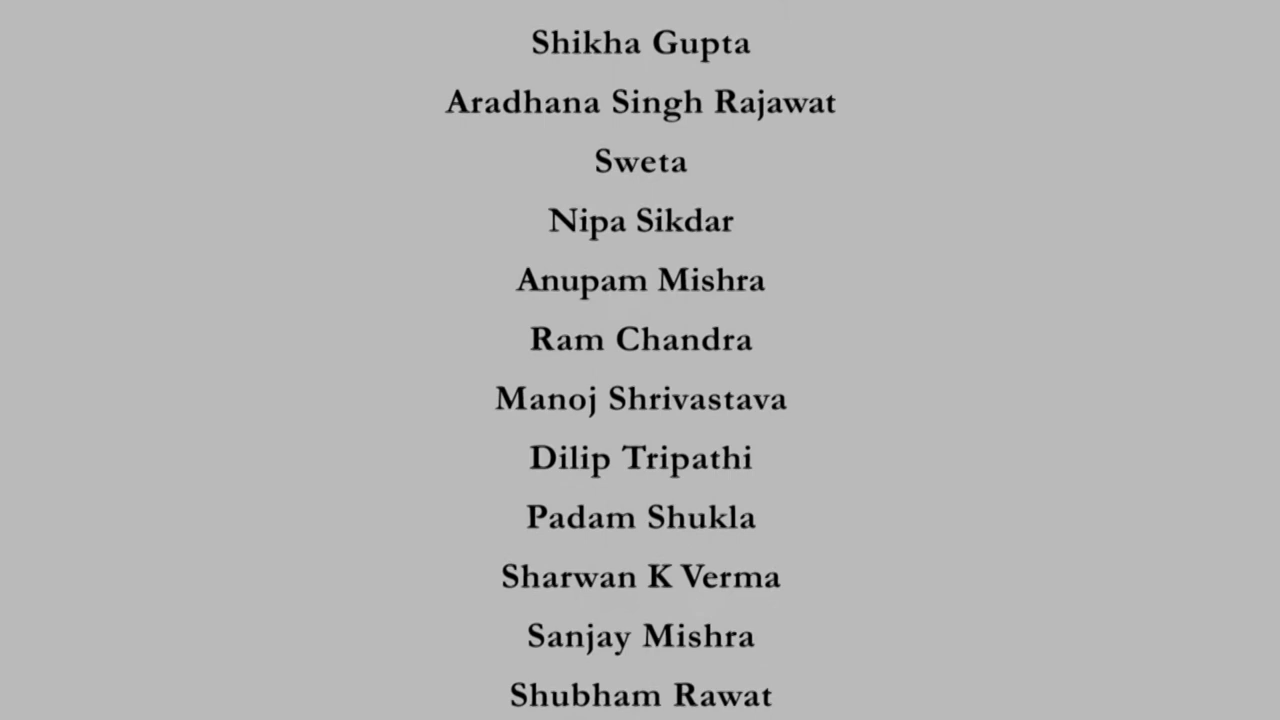 Shikha Gupta
Aradhana Singh Rajawat
Sweta
Nipa Sikdar
Anupam Mishra
Ram Chandra
Manoj Shrivastava
Dilip Tripathi
Padam Shukla
Sharwan K Verma
Sanjay Mishra
Shubham Rawat